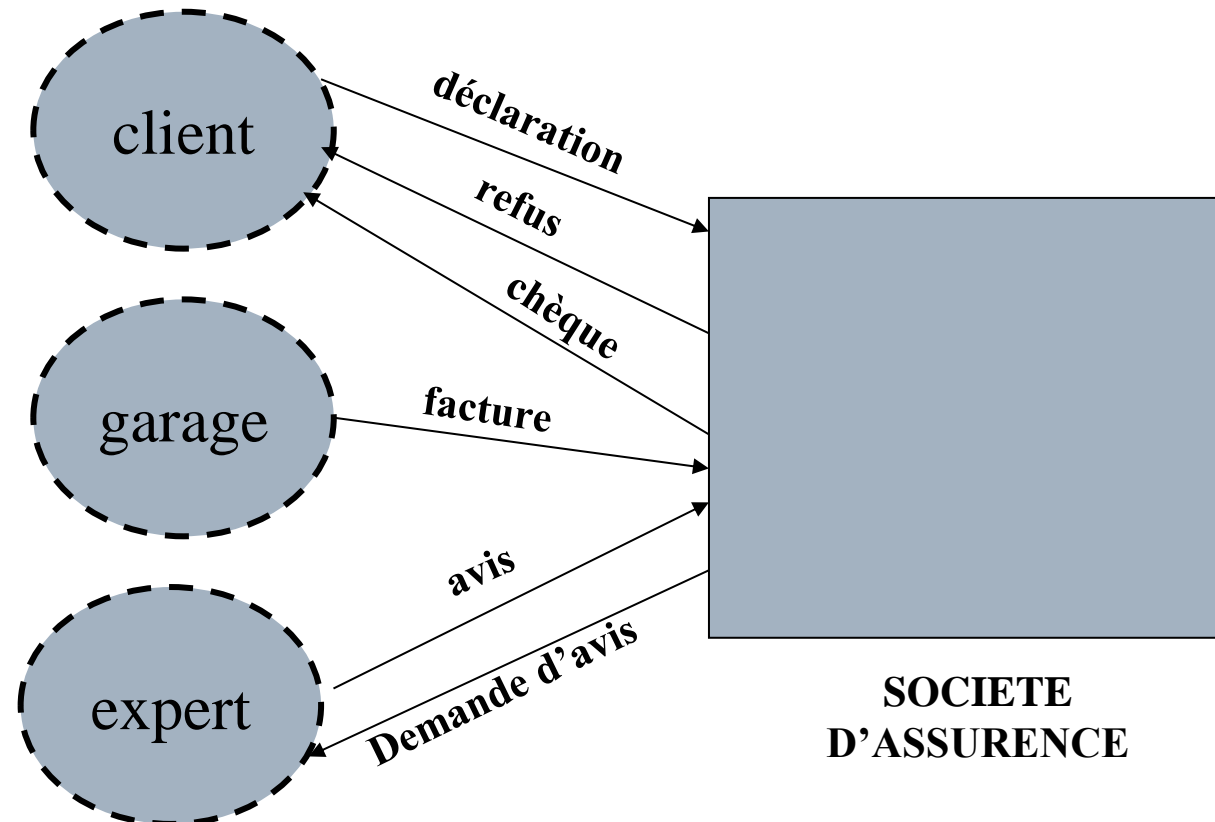 client
déclaration
refus
chèque
garage
facture
avis
expert
Demande d’avis
SOCIETE
D’ASSURENCE